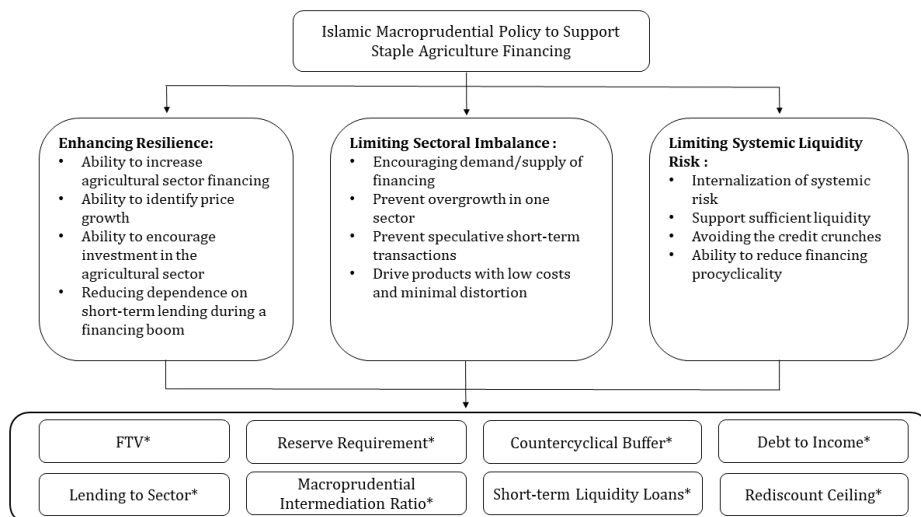 Islamic Macroprudential Policy to Support
Staple Agriculture Financing
Enhancing Resilience:
• Ability to increase
agricultural sector financing
• Ability to identify price
growth
• Ability to encourage
investment in the
agricultural sector
• Reducing dependence on
short-term lending during a
financing boom
Limiting Sectoral Imbalance :
• Encouraging demand/supply of
financing
• Prevent overgrowth in one
sector
• Prevent speculative short-term
transactions
• Drive products with low costs
and minimal distortion
Limiting Systemic Liquidity
Risk :
• Internalization of systemic
risk
• Support sufficient liquidity
• Avoiding the credit crunches
• Ability to reduce financing
procyclicality
FTV*
Reserve Requirement*
Countercyclical Buffer*
Debt to Income*
Lending to Sector*
Macroprudential
Intermediation Ratio*
Short-term Liquidity Loans*
Rediscount Ceiling*